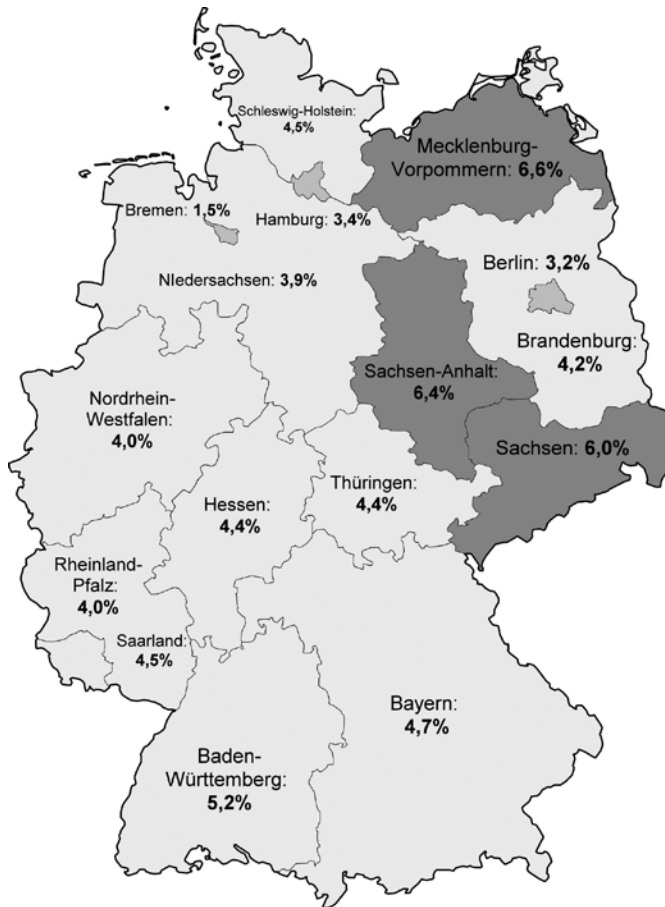 Schleswig-Holstein:
4,5%
Mecklenburg-
Vorpommern: 6,6%
Bremen: 1,5%
Hamburg: 3,4%
Berlin: 3,2%
NIedersachsen: 3,9%
Brandenburg:
4,2%
Sachsen-Anhalt:
6,4%
Nordrhein-
Westfalen:
4,0%
Sachsen: 6,0%
Thüringen:
4,4%
Hessen:
4,4%
Rheinland-
Pfalz:
4,0%
Saarland:
4,5%
Bayern:
4,7%
Baden-
Württemberg:
5,2%